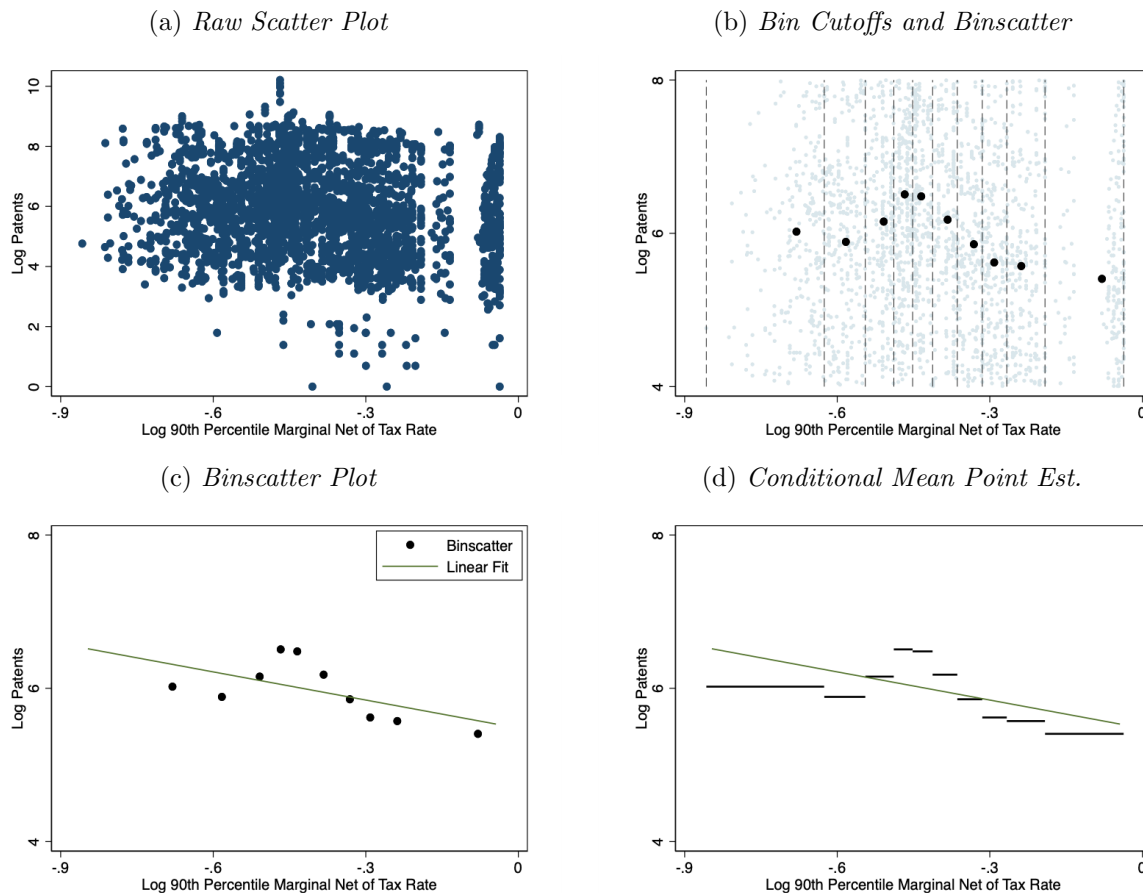 (a) Raw Scatter Plot
10
8
6
4
2
0
Log Patents
-.9 -.6 -.3 0
Log 90th Percentile Marginal Net of Tax Rate
(b) Bin Cutoffs and Binscatter
8
6
4
Log Patents
-.9 -.6 -.3 0
Log 90th Percentile Marginal Net of Tax Rate
(c) Binscatter Plot
8
6
4
Log Patents
Binscatter
Linear Fit
-.9 -.6 -.3 0
Log 90th Percentile Marginal Net of Tax Rate
(d) Conditional Mean Point Est.
8
6
4
Log Patents
-.9 -.6 -.3 0
Log 90th Percentile Marginal Net of Tax Rate